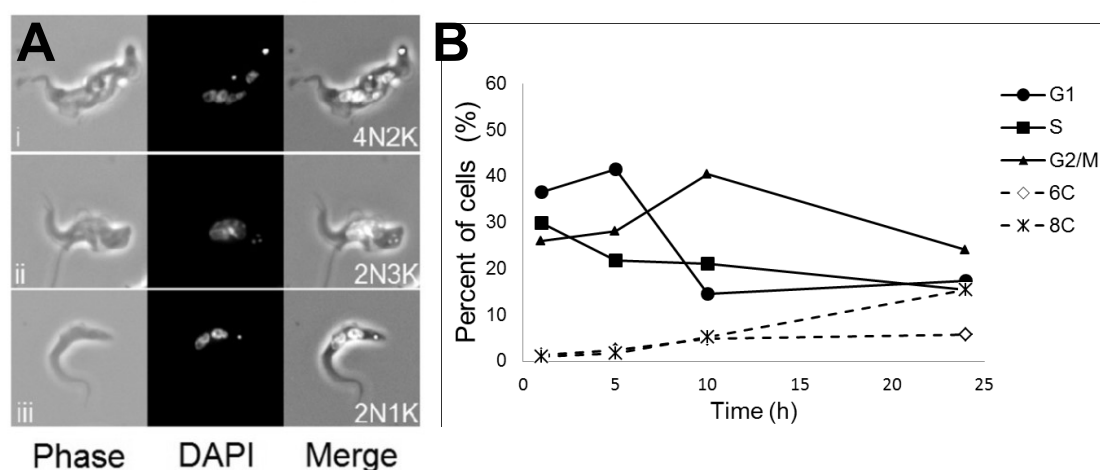 A
i
4N2K
ii
2N3K
iii
2N1K
Phase DAPI Merge
B
Percent of cells (%)
60
50
40
30
20
10
0
0 5 10 15 20 25
Time (h)
G1
S
G2/M
6C
8C